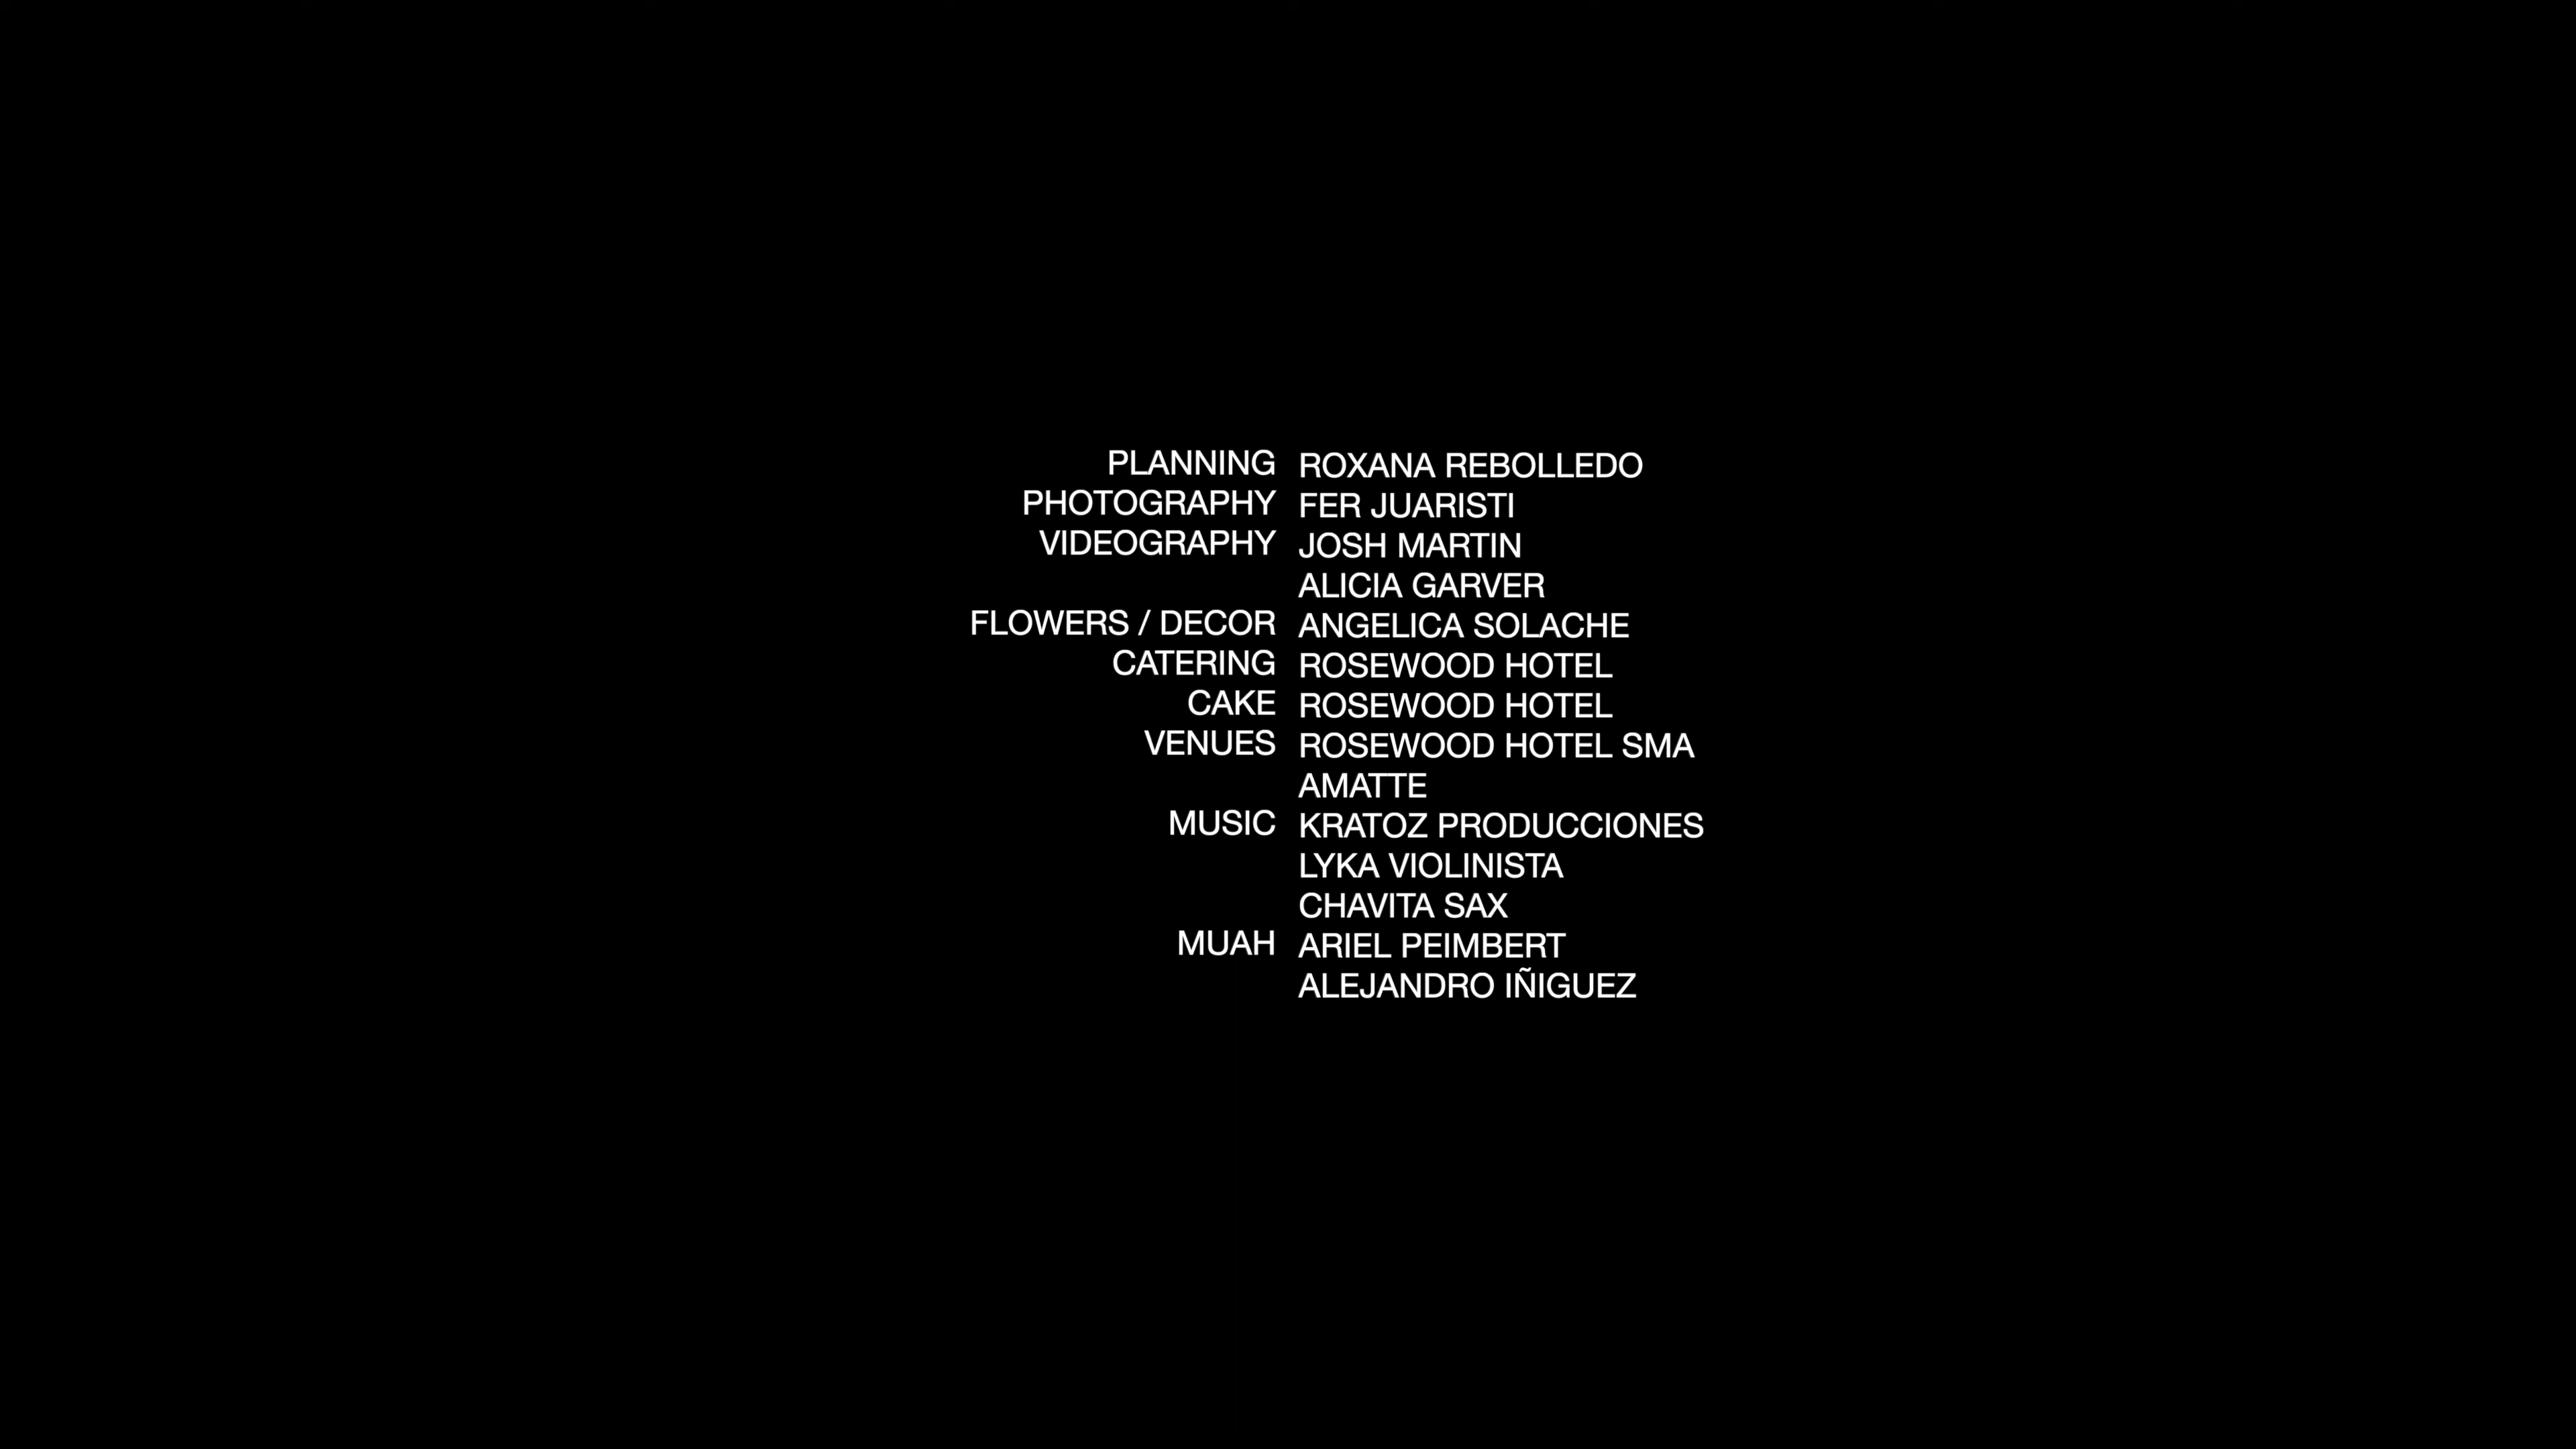 PLANNING ROXANA REBOLLEDO
PHOTOGRAPHY FER JUARISTI
VIDEOGRAPHY JOSH MARTIN
ALICIA GARVER
FLOWERS / DECOR ANGELICA SOLACHE
CATERING ROSEWOOD HOTEL
CAKE ROSEWOOD HOTEL
VENUES ROSEWOOD HOTEL SMA
AMATTE
MUSIC KRATOZ PRODUCCIONES
LYKA VIOLINISTA
CHAVITA SAX
MUAH ARIEL PEIMBERT
ALEJANDRO IÑIGUEZ